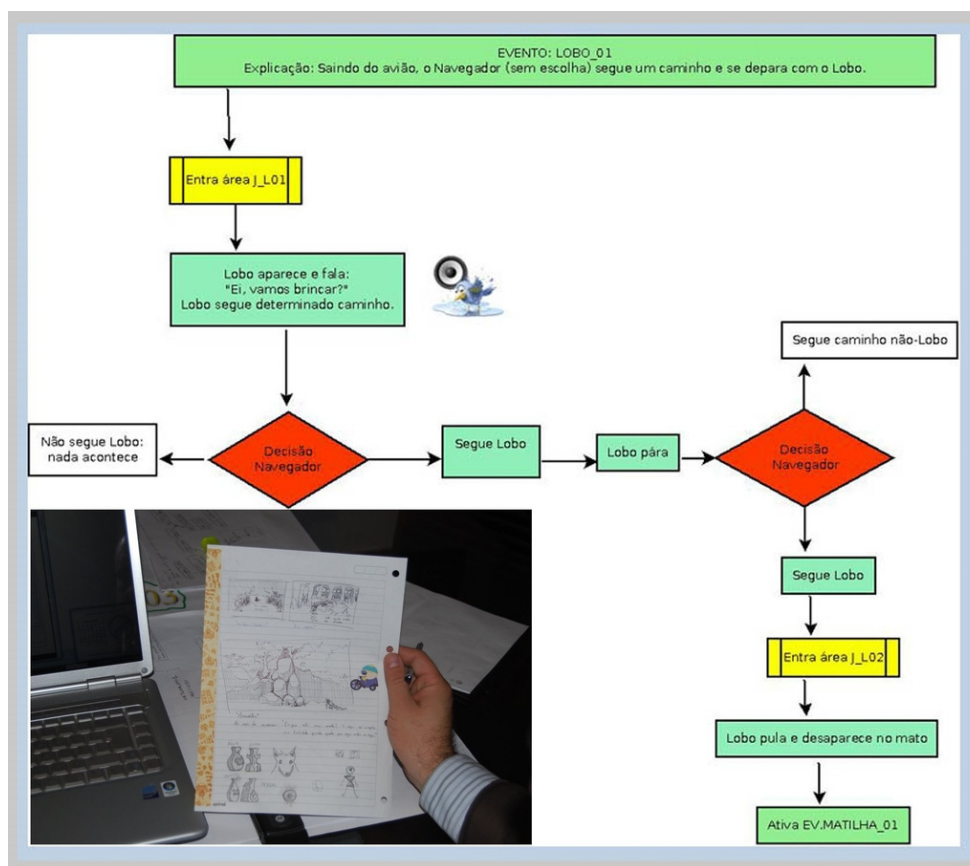 EVENTO: LOBO_01
Explicação: Saindo do avião, o Navegador (sem escolha) segue um caminho e se depara com o Lobo.
Entra área J_L01
Lobo aparece e fala:
"Ei, vamos brincar?"
Lobo segue determinado caminho.
Segue caminho não-Lobo
Não segue Lobo:
nada acontece
Decisão
Navegador
Segue Lobo
Lobo pára
Decisão
Navegador
Segue Lobo
Entra área J_L02
Lobo pula e desaparece no mato
Ativa EV.MATILHA_01